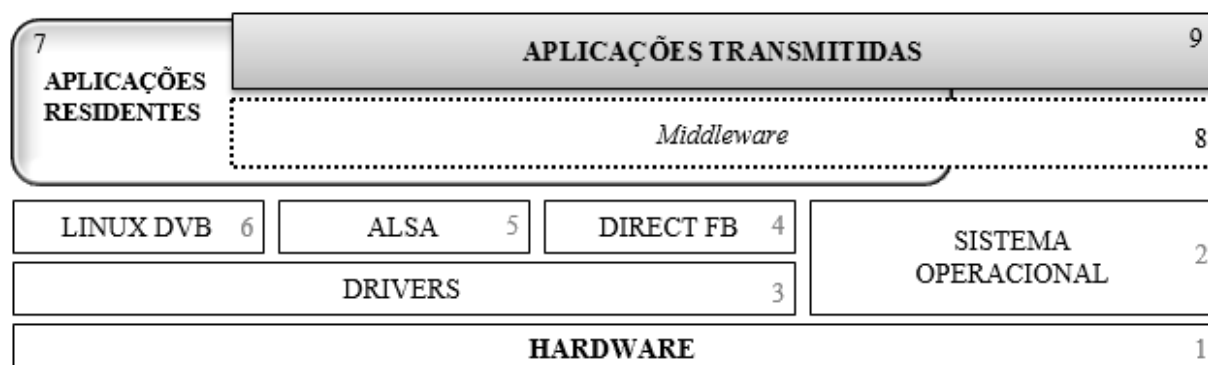 7
APLICAÇÕES TRANSMITIDAS 9
APLICAÇÕES
RESIDENTES
Middleware 8
LINUX DVB 6
ALSA 5
DIRECT FB 4
SISTEMA
OPERACIONAL 2
DRIVERS 3
HARDWARE 1